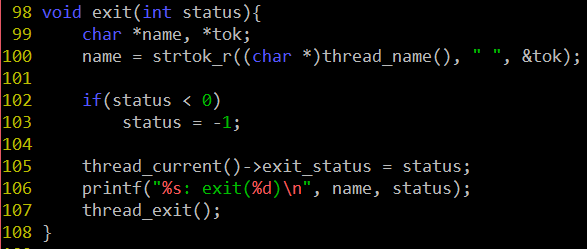 98 void exit(int status){
99     char *name, *tok;
100     name = strtok_r((char *)thread_name(), " ", &tok);
101
102     if(status < 0)
103         status = -1;
104
105     thread_current()->exit_status = status;
106     printf("%s: exit(%d)\n", name, status);
107     thread_exit();
108 }